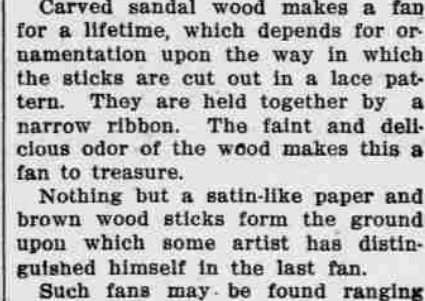 Carved sandal wood makes a fan
for a lifetime, which depends for or-
namentation upon the way in which
the sticks are cut out in a lace pat-
tern. They are held together by a
narrow ribbon. The faint and deli-
cious odor of the wood makes this a
fan to treasure.
Nothing but a satin-like paper and
brown wood sticks form the ground
upon which some artist has distin-
guished himself in the last fan.
Such fans may be found ranging